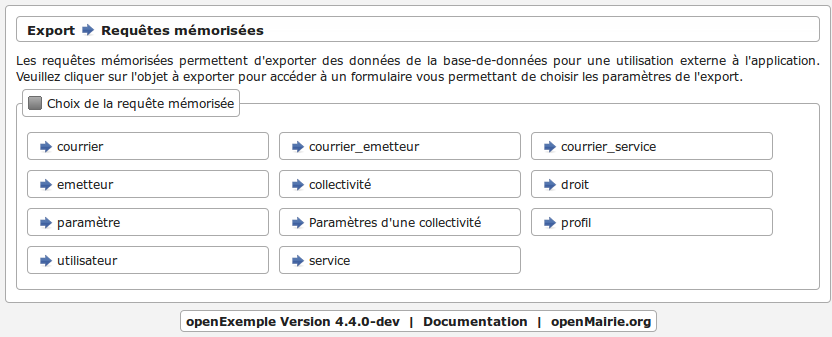 Export Requêtes mémorisées
Les requêtes mémorisées permettent d'exporter des données de la base-de-données pour une utilisation externe à l'application.
Veuillez cliquer sur l'objet à exporter pour accéder à un formulaire vous permettant de choisir les paramètres de l'export.
Choix de la requête mémorisée
courrier courrier_emetteur courrier_service
emetteur collectivité droit
paramètre Paramètres d'une collectivité profil
utilisateur service
openExemple Version 4.4.0-dev | Documentation | openMairie.org